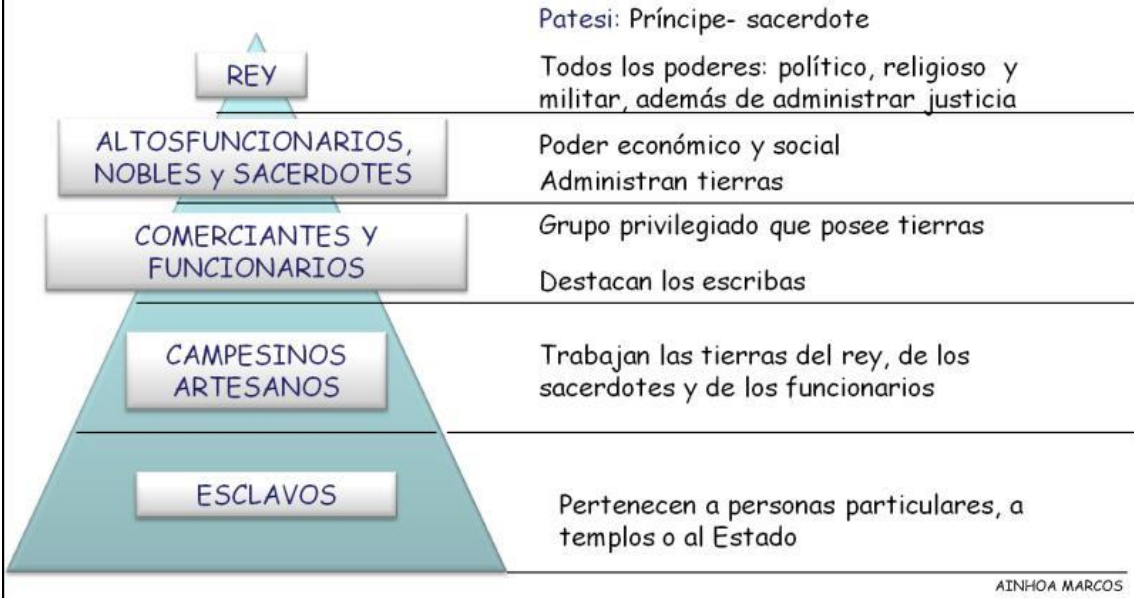 Patesi: Príncipe- sacerdote
REY
Todos los poderes: político, religioso y
militar, además de administrar justicia
ALTOSFUNCIONARIOS,
NOBLES y SACERDOTES
Poder económico y social
Administran tierras
COMERCIANTES Y
FUNCIONARIOS
Grupo privilegiado que posee tierras
Destacan los escribas
CAMPESINOS
ARTESANOS
Trabajan las tierras del rey, de los
sacerdotes y de los funcionarios
ESCLAVOS
Pertenecen a personas particulares, a
templos o al Estado
AINHOA MARCOS